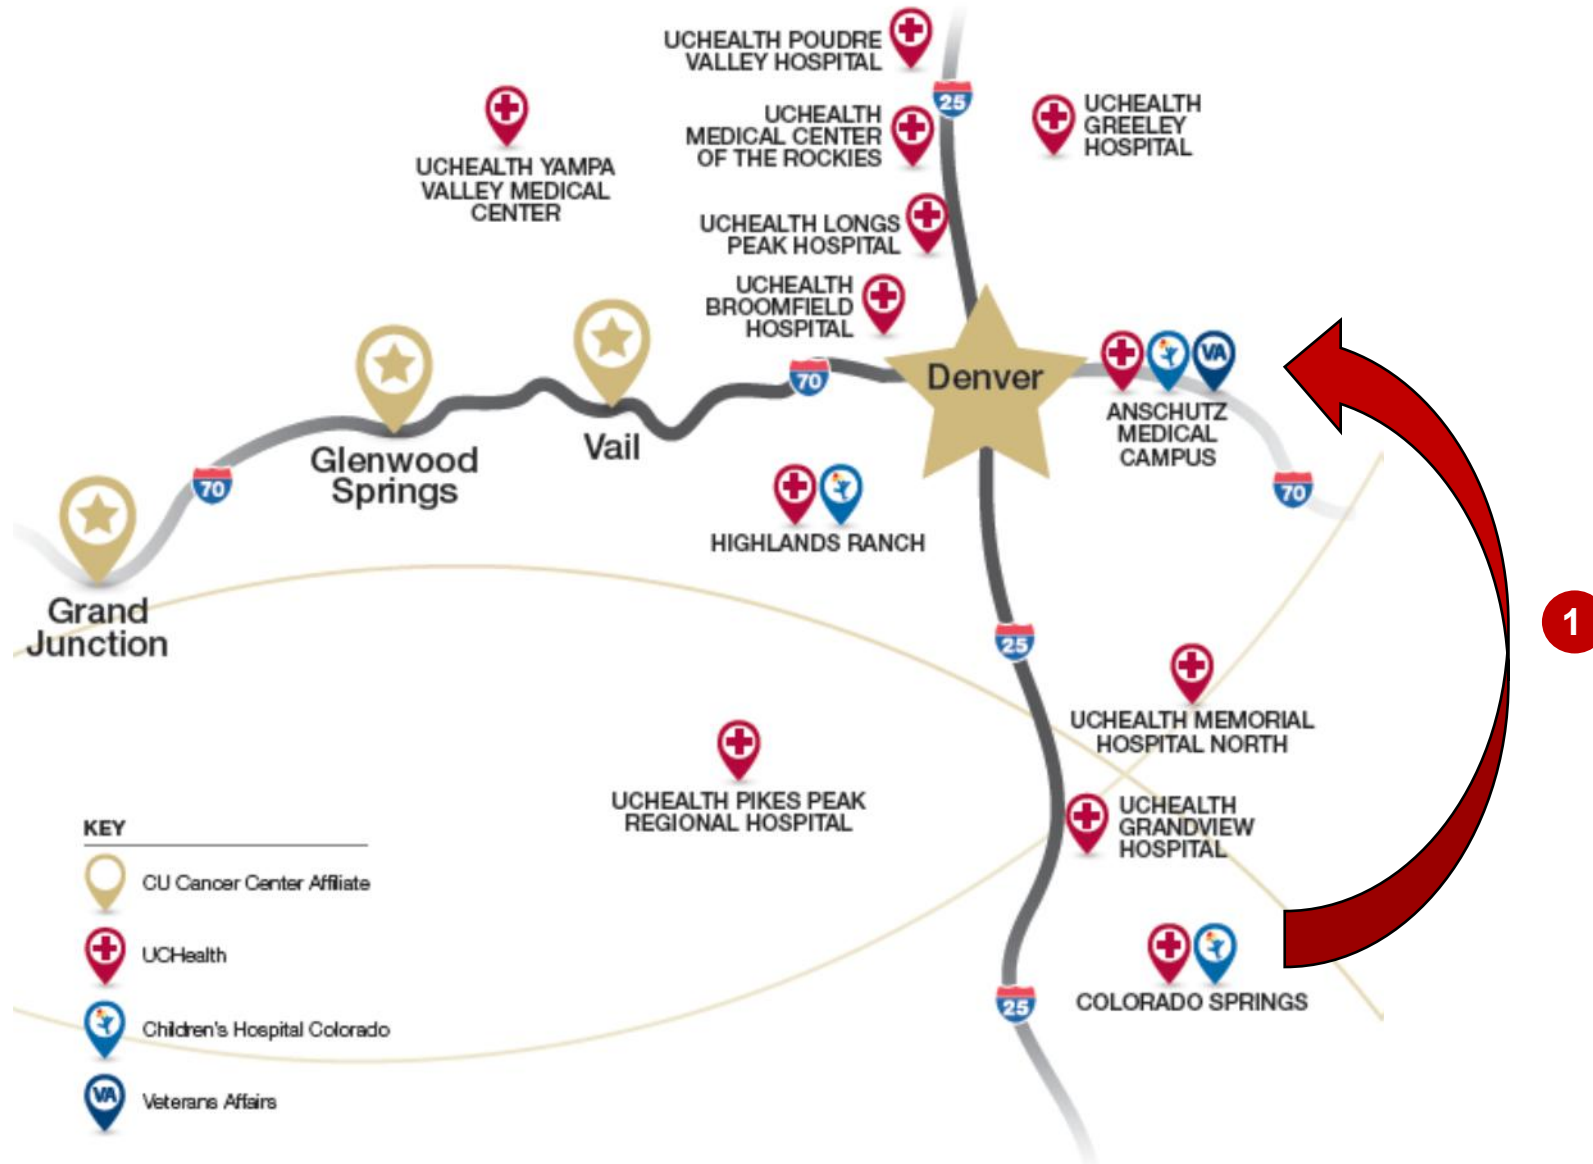 UCHEALTH POUDRE
VALLEY HOSPITAL
25
UCHEALTH
GREELEY
HOSPITAL
UCHEALTH
MEDICAL CENTER
OF THE ROCKIES
UCHEALTH YAMPA
VALLEY MEDICAL
CENTER
UCHEALTH LONGS
PEAK HOSPITAL
UCHEALTH
BROOMFIELD
HOSPITAL
70
Denver
VA
ANSCHUTZ
MEDICAL
CAMPUS
Vail
Glenwood
Springs
70
70
HIGHLANDS RANCH
Grand
Junction
25
1
UCHEALTH MEMORIAL
HOSPITAL NORTH
UCHEALTH PIKES PEAK
REGIONAL HOSPITAL
UCHEALTH
GRANDVIEW
HOSPITAL
COLORADO SPRINGS
25
KEY
CU Cancer Center Affiliate
UCHealth
Children's Hospital Colorado
VA
Veterans Affairs